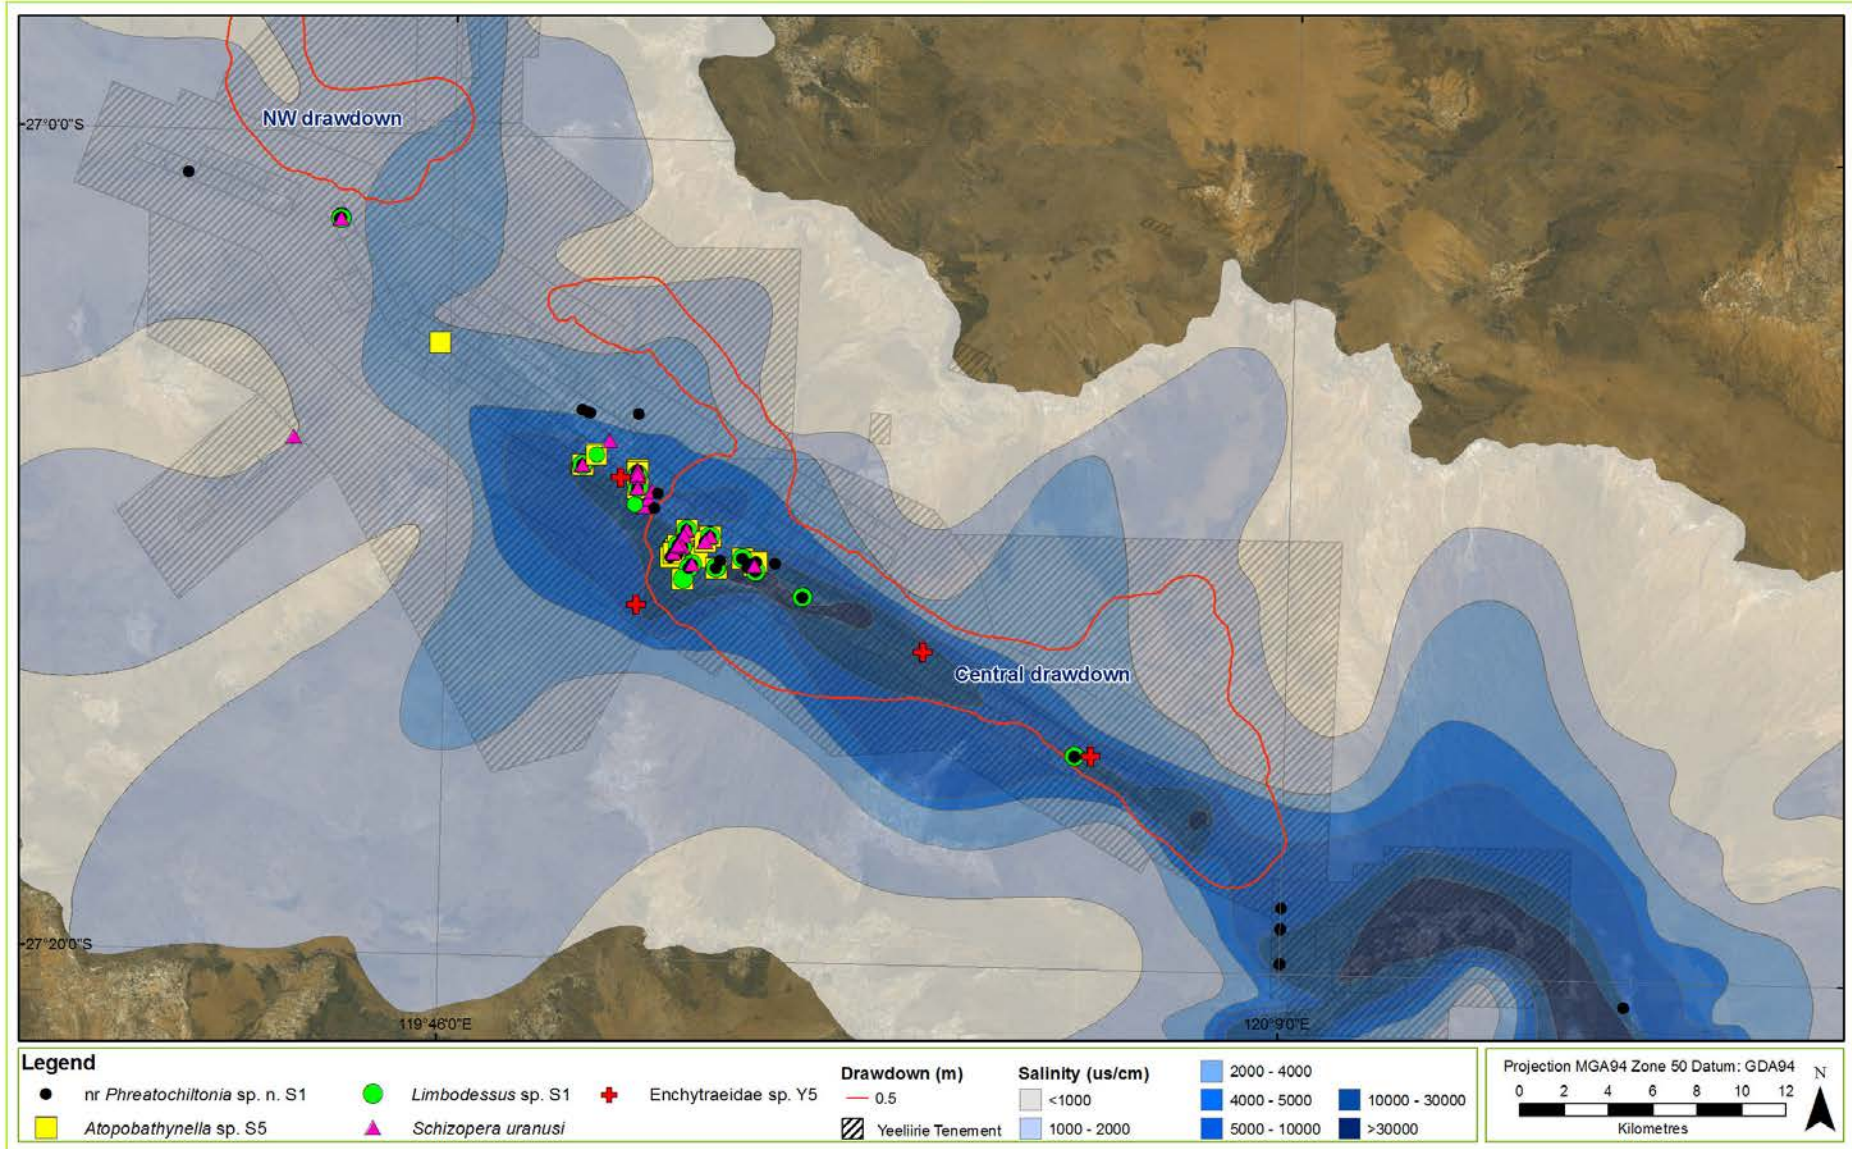 NW drawdown
27°0'0"S
Central drawdown
27°20'0"S
119°46'0"E
120°9'0"E
Legend
nr Phreatochiltonia sp. n. S1
Limbodessus sp. S1
Enchytraeidae sp. Y5
Atopobathynella sp. S5
Schizopera uranusi
Drawdown (m)
0.5
Yeeliirie Tenement
Salinity (us/cm)
<1000
1000 - 2000
2000 - 4000
4000 - 5000
5000 - 10000
10000 - 30000
>30000
Projection MGA94 Zone 50 Datum: GDA94
N
0 2 4 6 8 10 12
Kilometres